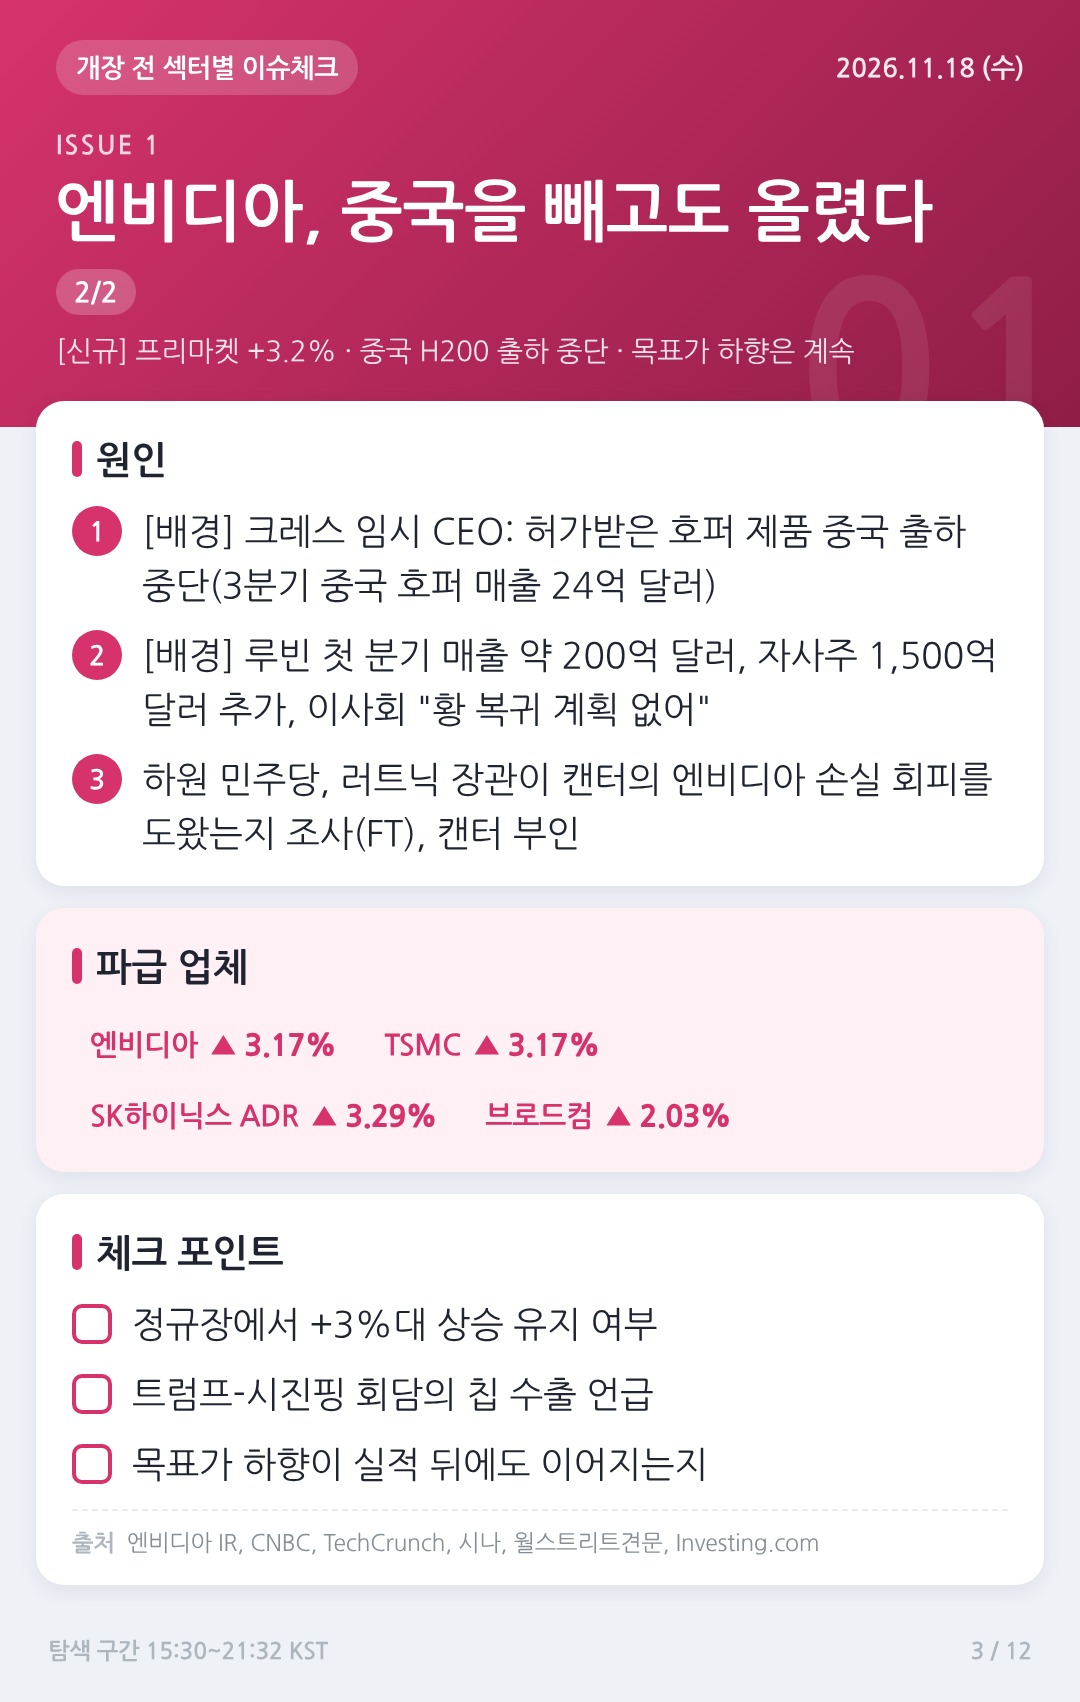 개장 전 섹터별 이슈체크
2026.11.18 (수)
ISSUE 1
엔비디아, 중국을 빼고도 올렸다
2/2
01
[신규] 프리마켓 +3.2% · 중국 H200 출하 중단 · 목표가 하향은 계속
원인
1 [배경] 크레스 임시 CEO: 허가받은 호퍼 제품 중국 출하
중단(3분기 중국 호퍼 매출 24억 달러)
2 [배경] 루빈 첫 분기 매출 약 200억 달러, 자사주 1,500억
달러 추가, 이사회 "황 복귀 계획 없어"
3 하원 민주당, 러트닉 장관이 캔터의 엔비디아 손실 회피를
도왔는지 조사(FT), 캔터 부인
파급 업체
엔비디아 ▲ 3.17% TSMC ▲ 3.17%
SK하이닉스 ADR ▲ 3.29% 브로드컴 ▲ 2.03%
체크 포인트
정규장에서 +3%대 상승 유지 여부
트럼프-시진핑 회담의 칩 수출 언급
목표가 하향이 실적 뒤에도 이어지는지
출처 엔비디아 IR, CNBC, TechCrunch, 시나, 월스트리트견문, Investing.com
탐색 구간 15:30~21:32 KST
3 / 12